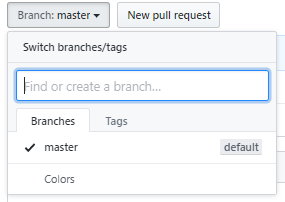 Branch: master New pull request
Switch branches/tags
Find or create a branch...
Branches Tags
master default
Colors